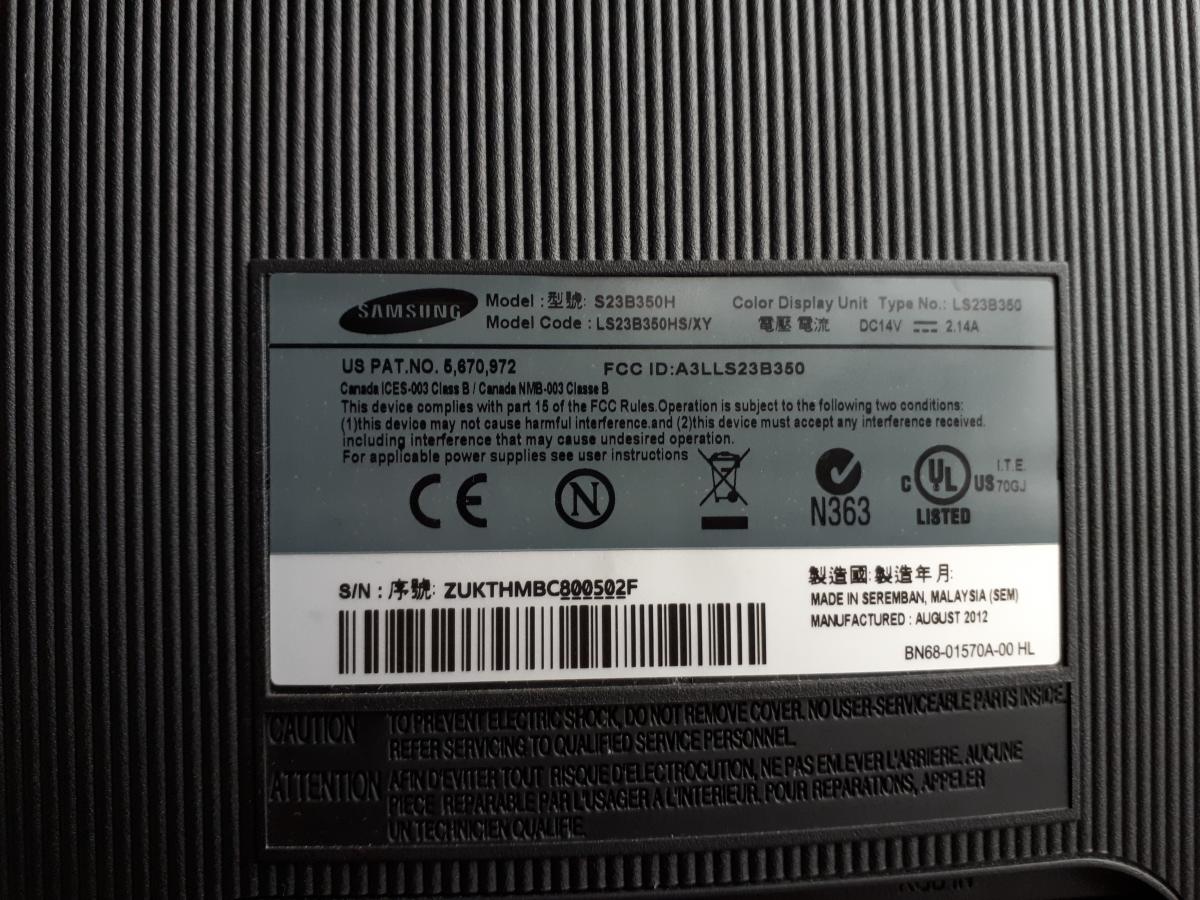 SAMSUNG
Model : 型號: S23B350H
Model Code : LS23B350HS/XY
Color Display Unit Type No.: LS23B350
電壓 電流 DC14V 2.14A
US PAT.NO. 5,670,972 FCC ID:A3LLS23B350
Canada ICES-003 Class B / Canada NMB-003 Classe B
This device complies with part 15 of the FCC Rules.Operation is subject to the following two conditions:
(1)this device may not cause harmful interference.and (2)this device must accept any interference received.
including interference that may cause undesired operation.
For applicable power supplies see user instructions
CE
N
N363
C UL US
LISTED
I.T.E.
70GJ
S/N : 序號: ZUKTHMBC800502F
製造國: 製造年月:
MADE IN SEREMBAN, MALAYSIA (SEM)
MANUFACTURED : AUGUST 2012
BN68-01570A-00 HL
CAUTION TO PREVENT ELECTRIC SHOCK, DO NOT REMOVE COVER. NO USER-SERVICEABLE PARTS INSIDE.
REFER SERVICING TO QUALIFIED SERVICE PERSONNEL.
ATTENTION AFIN D'EVITER TOUT RISQUE D'ELECTROCUTION, NE PAS ENLEVER L'ARRIERE. AUCUNE
PIECE REPARABLE PAR L'USAGER A L'INTERIEUR. POUR REPARATIONS, APPELER
UN TECHNICIEN QUALIFIE.